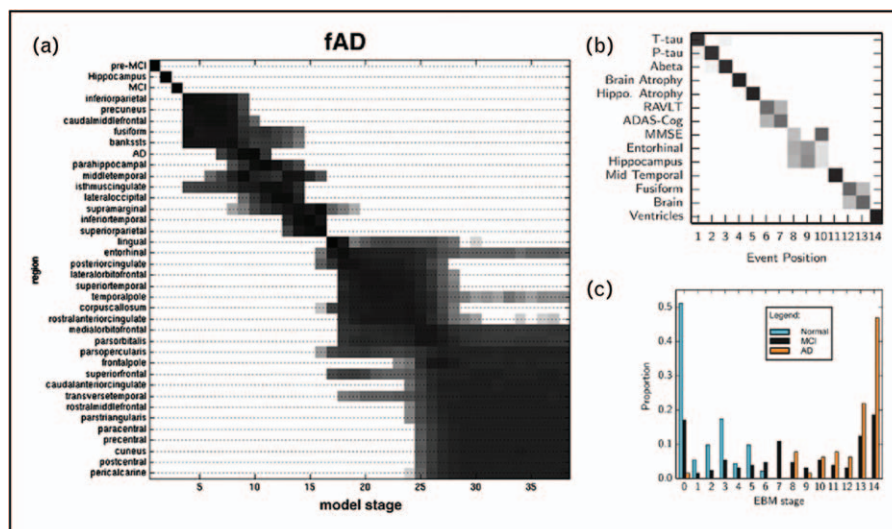 (a)
fAD
pre-MCI
Hippocampus
MCI
inferiorparietal
precuneus
caudalmiddlefrontal
fusiform
bankssts
AD
parahippocampal
middletemporal
isthmuscingulate
lateraloccipital
supramarginal
inferiortemporal
superiorparietal
lingual
entorhinal
posteriorcingulate
lateralorbitofrontal
superiortemporal
temporalpole
corpuscallosum
rostralanteriorcingulate
medialorbitofrontal
parsorbitalis
parsopercularis
frontalpole
superiorfrontal
caudalanteriorcingulate
transversetemporal
rostralmiddlefrontal
parstriangularis
paracentral
precentral
cuneus
postcentral
pericalcarine
region
5 10 15 20 25 30 35
model stage
(b)
T-tau
P-tau
Abeta
Brain Atrophy
Hippo. Atrophy
RAVLT
ADAS-Cog
MMSE
Entorhinal
Hippocampus
Mid Temporal
Fusiform
Brain
Ventricles
1 2 3 4 5 6 7 8 9 10 11 12 13 14
Event Position
(c)
0.5
0.4
0.3
0.2
0.1
0.0
Proportion
Legend:
Normal
MCI
AD
0 1 2 3 4 5 6 7 8 9 10 11 12 13 14
EBM stage